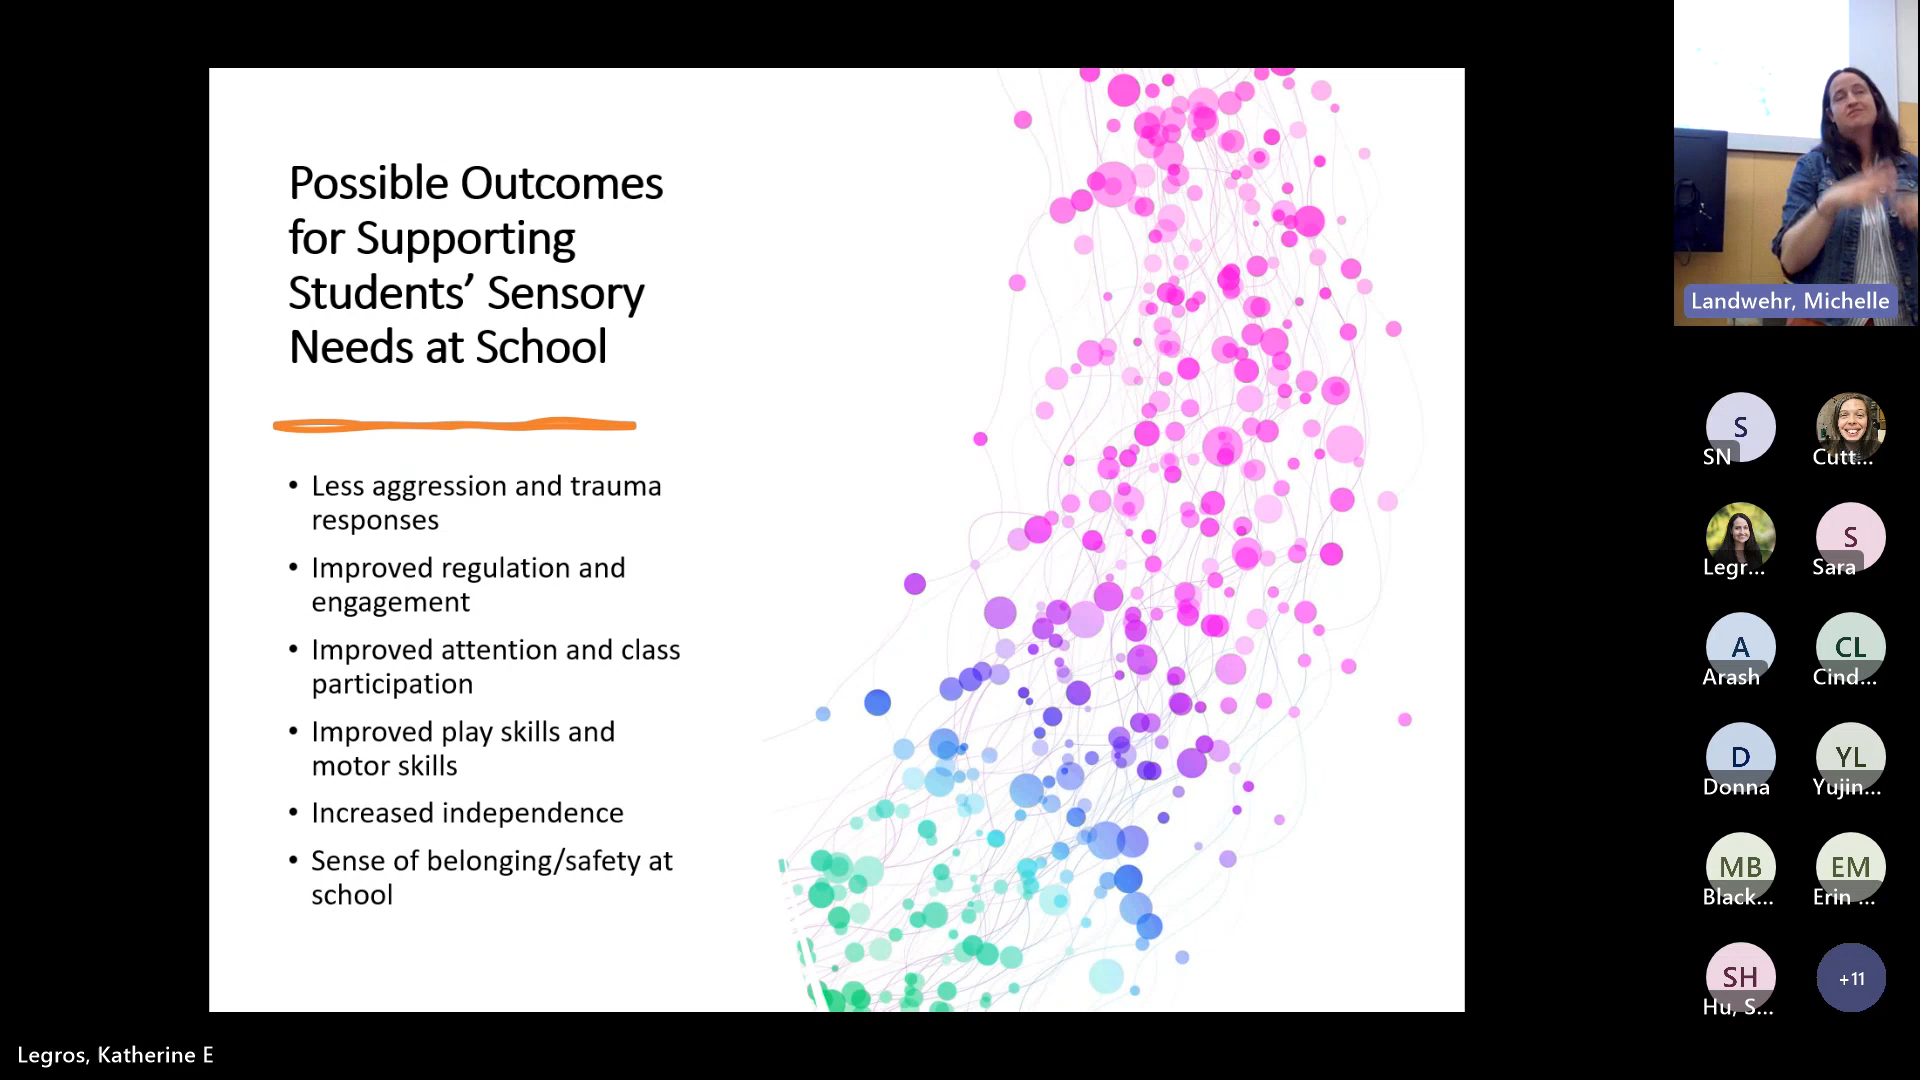 Possible Outcomes
for Supporting
Students’ Sensory
Needs at School
• Less aggression and trauma
responses
• Improved regulation and
engagement
• Improved attention and class
participation
• Improved play skills and
motor skills
• Increased independence
• Sense of belonging/safety at
school
Landwehr, Michelle
S
SN
Cutt...
Legr...
S
Sara
A
Arash
CL
Cind...
D
Donna
YL
Yujin...
MB
Black...
EM
Erin ...
SH
Hu, S...
+11
Legros, Katherine E